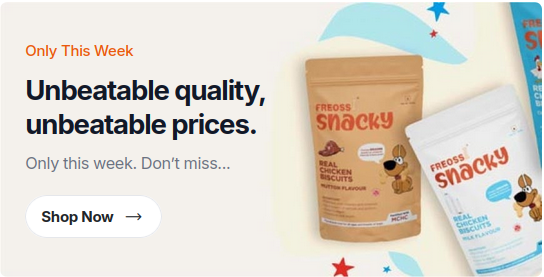 Only This Week
Unbeatable quality,
unbeatable prices.
Only this week. Don't miss...
Shop Now →
FREOSS
snacky
REAL
CHICKEN
BISCUITS
MUTTON FLAVOUR
MCHC
FREOSS
snacky
REAL
CHICKEN
BISCUITS
MILK FLAVOUR